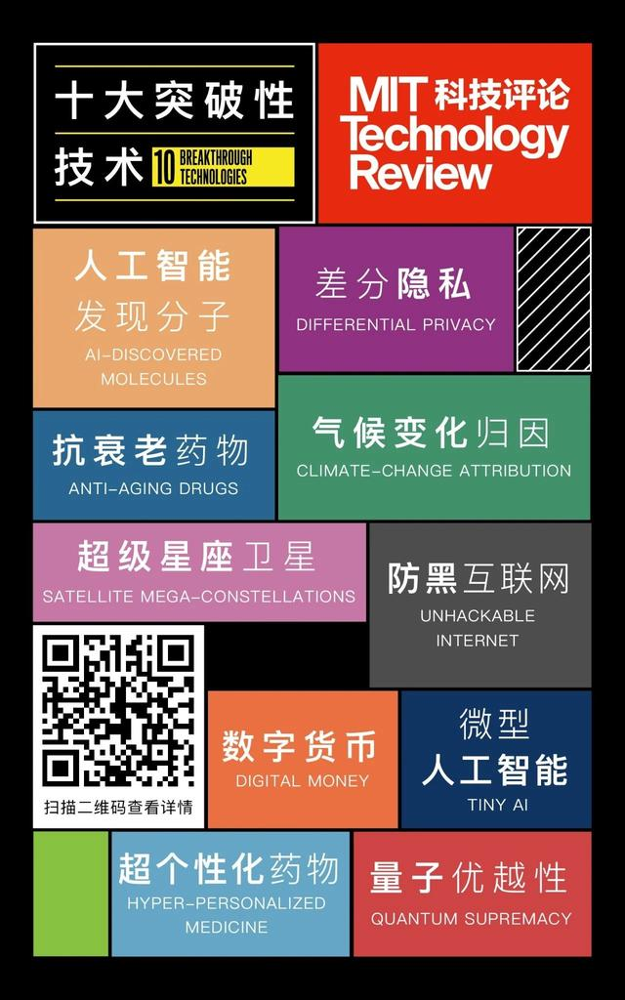 十大突破性
技术 10 BREAKTHROUGH
TECHNOLOGIES
MIT 科技评论
Technology
Review
人工智能
发现分子
AI-DISCOVERED
MOLECULES
差分隐私
DIFFERENTIAL PRIVACY
抗衰老药物
ANTI-AGING DRUGS
气候变化归因
CLIMATE-CHANGE ATTRIBUTION
超级星座卫星
SATELLITE MEGA-CONSTELLATIONS
防黑互联网
UNHACKABLE
INTERNET
扫描二维码查看详情
数字货币
DIGITAL MONEY
微型
人工智能
TINY AI
超个性化药物
HYPER-PERSONALIZED
MEDICINE
量子优越性
QUANTUM SUPREMACY